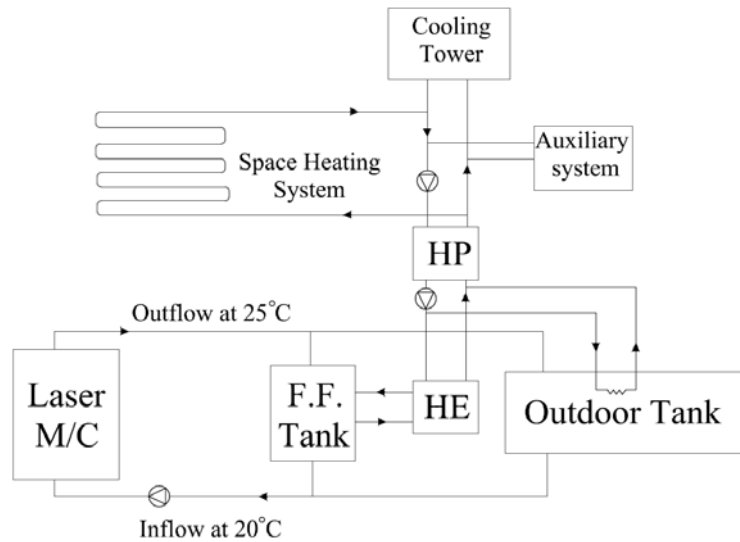 Cooling
Tower
Auxiliary
system
Space Heating
System
HP
Outflow at 25°C
Laser
M/C
F.F.
Tank
HE
Outdoor Tank
Inflow at 20°C